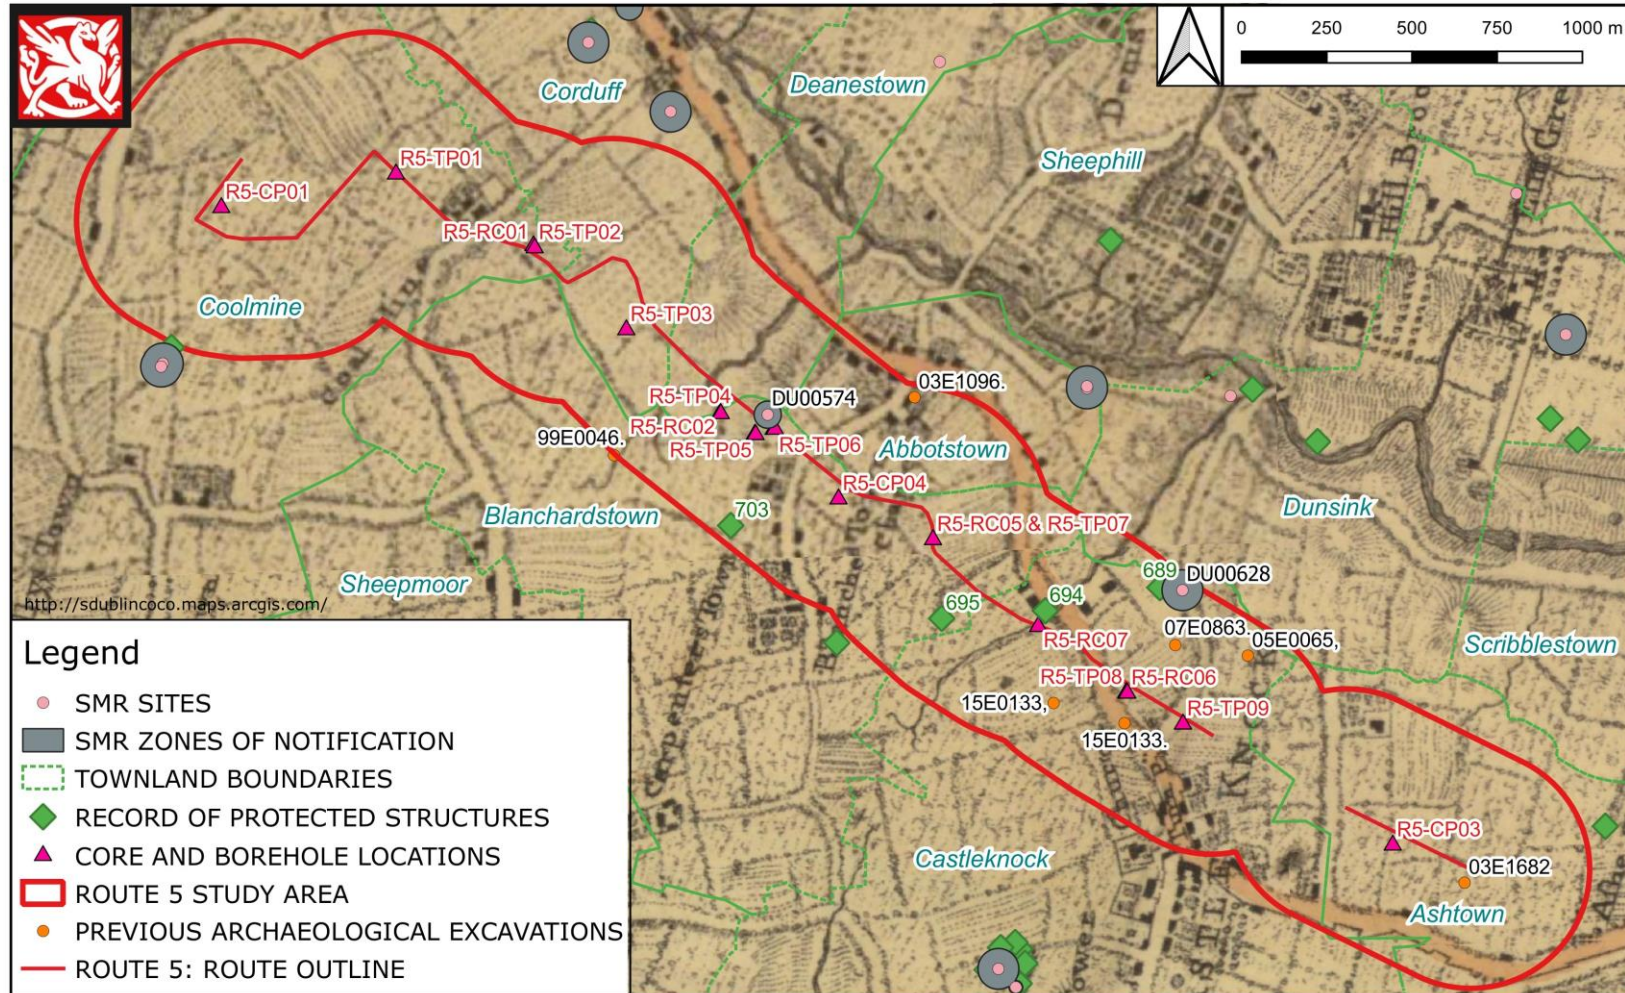 0 250 500 750 1000 m
Corduff
Deanestown
Sheephill
R5-TP01
R5-CP01
R5-RC01 R5-TP02
Coolmine
R5-TP03
03E1096.
R5-TP04
DU00574
R5-RC02
99E0046.
R5-TP05
R5-TP06
Abbotstown
R5-CP04
Dunsink
703
Blanchardstown
R5-RC05 & R5-TP07
Sheepmoor
689
DU00628
http://sdublincoco.maps.arcgis.com/
695
694
R5-RC07
07E0863.
05E0065,
Scribblestown
R5-TP08
R5-RC06
15E0133,
R5-TP09
15E0133.
R5-CP03
Castleknock
03E1682
Ashtown
Legend
SMR SITES
SMR ZONES OF NOTIFICATION
TOWNLAND BOUNDARIES
RECORD OF PROTECTED STRUCTURES
CORE AND BOREHOLE LOCATIONS
ROUTE 5 STUDY AREA
PREVIOUS ARCHAEOLOGICAL EXCAVATIONS
ROUTE 5: ROUTE OUTLINE